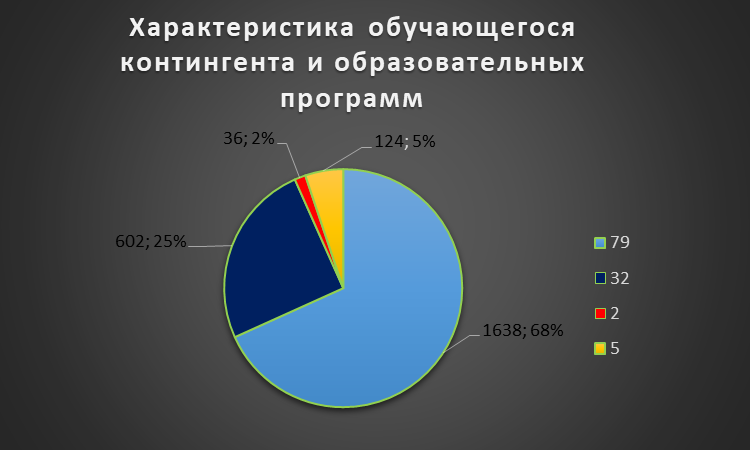 Характеристика обучающегося
контингента и образовательных
программ
36; 2%
124; 5%
602; 25%
1638; 68%
79
32
2
5